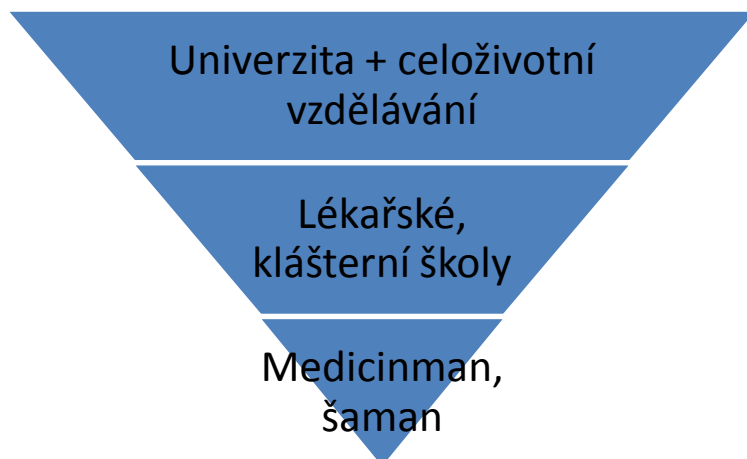 Univerzita + celoživotní
vzdělávání
Lékařské,
klášterní školy
Medicinman,
šaman